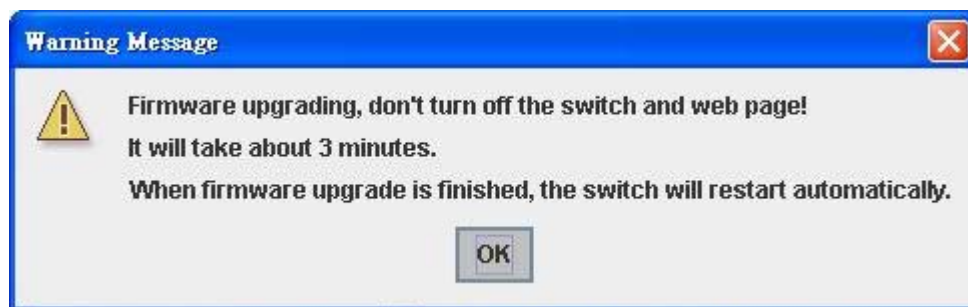 Warning Message
Firmware upgrading, don't turn off the switch and web page!
It will take about 3 minutes.
When firmware upgrade is finished, the switch will restart automatically.
OK